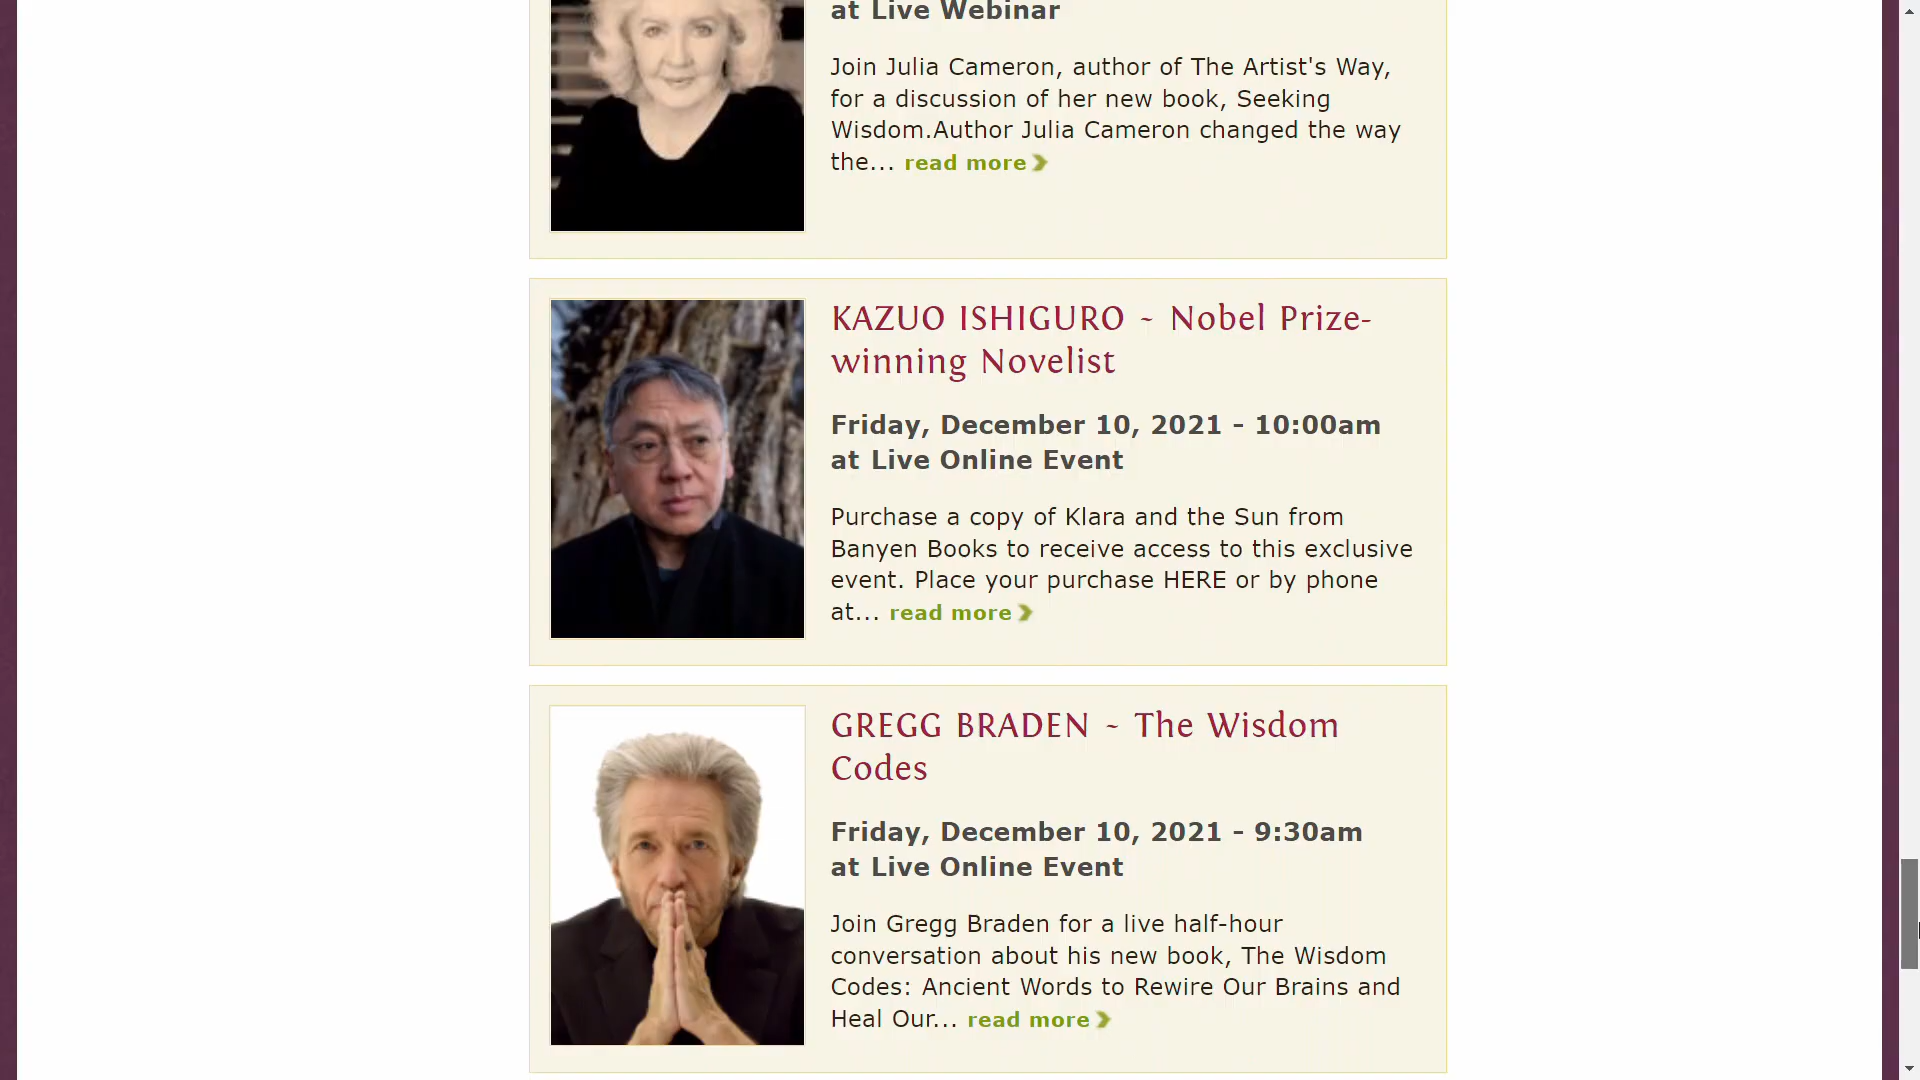 at Live Webinar
Join Julia Cameron, author of The Artist's Way,
for a discussion of her new book, Seeking
Wisdom.Author Julia Cameron changed the way
the... read more
KAZUO ISHIGURO ~ Nobel Prize-
winning Novelist
Friday, December 10, 2021 - 10:00am
at Live Online Event
Purchase a copy of Klara and the Sun from
Banyen Books to receive access to this exclusive
event. Place your purchase HERE or by phone
at... read more
GREGG BRADEN ~ The Wisdom
Codes
Friday, December 10, 2021 - 9:30am
at Live Online Event
Join Gregg Braden for a live half-hour
conversation about his new book, The Wisdom
Codes: Ancient Words to Rewire Our Brains and
Heal Our... read more